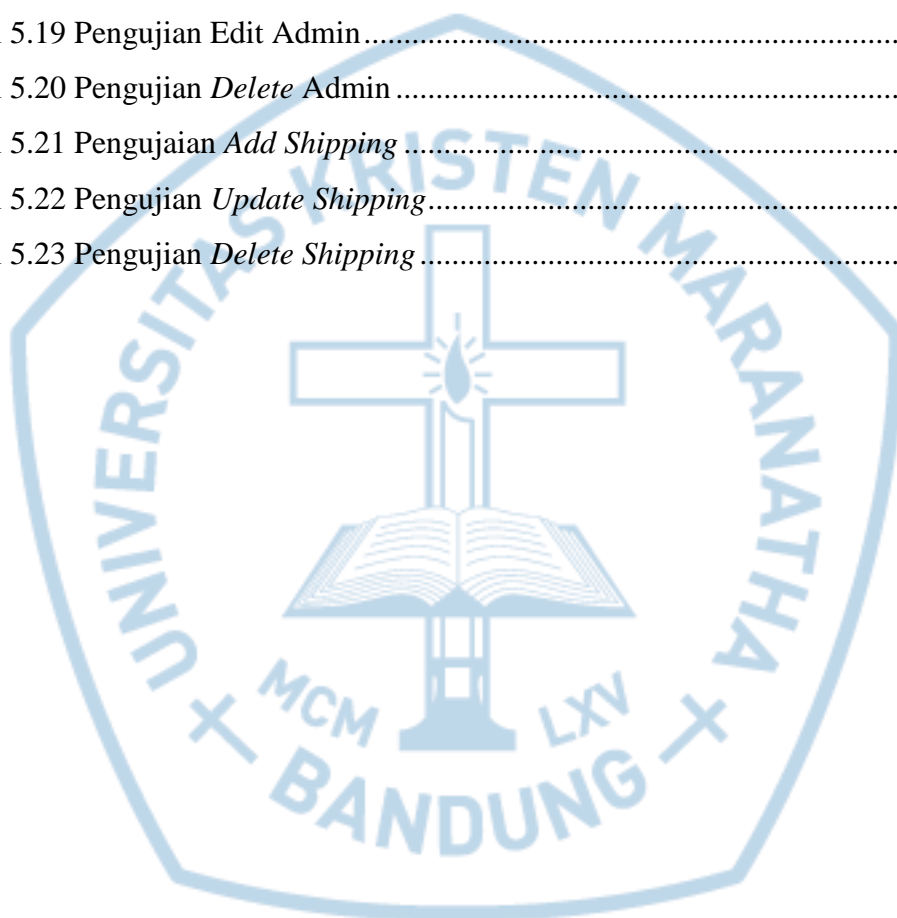 5.19 Pengujian Edit Admin........................................................................
5.20 Pengujian Delete Admin....................................................................
5.21 Pengujaian Add Shipping...................................................................
5.22 Pengujian Update Shipping................................................................
5.23 Pengujian Delete Shipping.................................................................
UNIVERSITAS KRISTEN MARANATHA
MCM LXV
BANDUNG